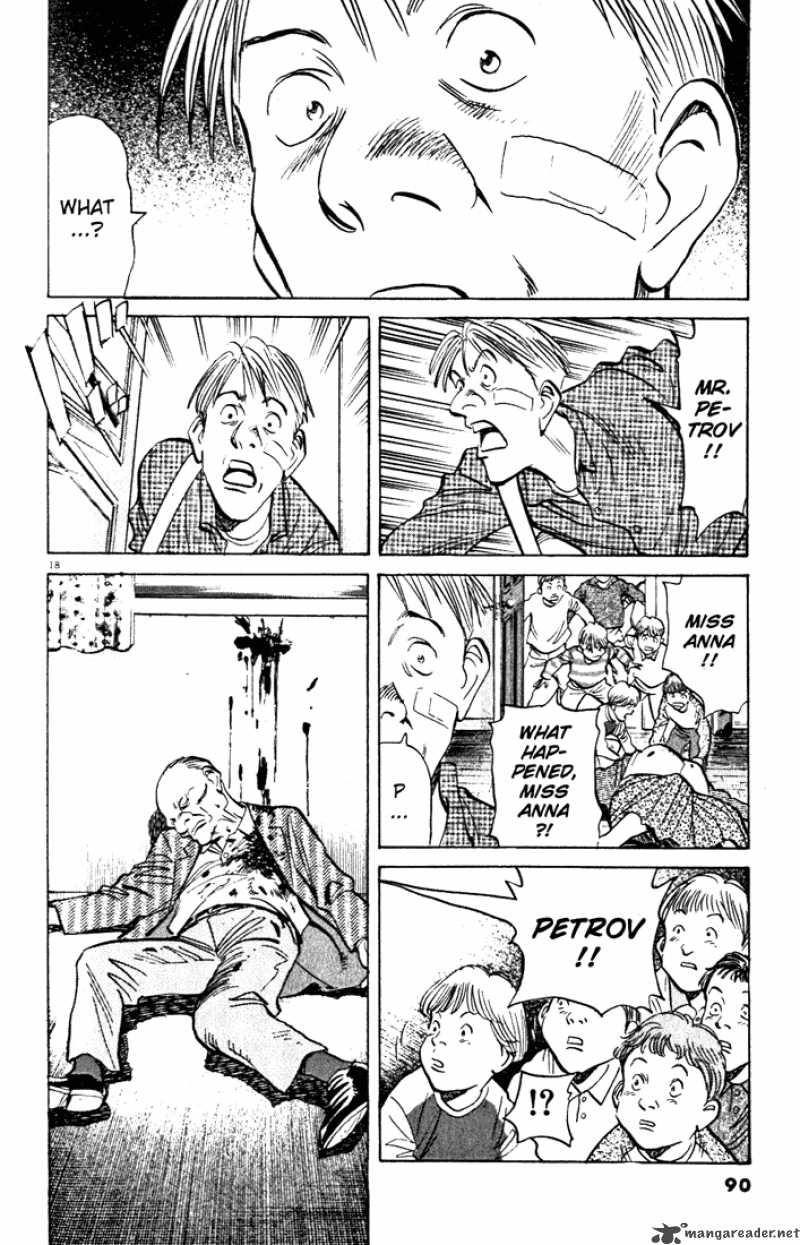 WHAT
...?
MR.
PE-
TROV
!!
18
MISS
ANNA
!!
WHAT
HAP-
PENED,
MISS
ANNA
?!
P
...
PETROV
!!
!?
90
mangareader.net